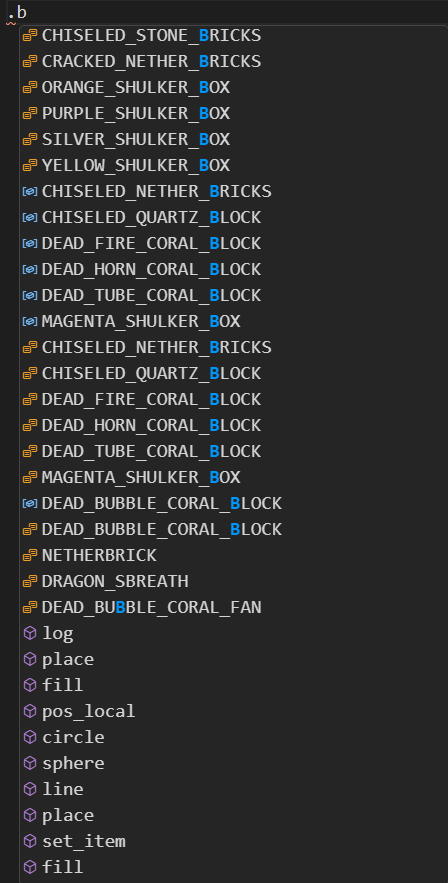 .b
CHISELED_STONE_BRICKS
CRACKED_NETHER_BRICKS
ORANGE_SHULKER_BOX
PURPLE_SHULKER_BOX
SILVER_SHULKER_BOX
YELLOW_SHULKER_BOX
CHISELED_NETHER_BRICKS
CHISELED_QUARTZ_BLOCK
DEAD_FIRE_CORAL_BLOCK
DEAD_HORN_CORAL_BLOCK
DEAD_TUBE_CORAL_BLOCK
MAGENTA_SHULKER_BOX
CHISELED_NETHER_BRICKS
CHISELED_QUARTZ_BLOCK
DEAD_FIRE_CORAL_BLOCK
DEAD_HORN_CORAL_BLOCK
DEAD_TUBE_CORAL_BLOCK
MAGENTA_SHULKER_BOX
DEAD_BUBBLE_CORAL_BLOCK
DEAD_BUBBLE_CORAL_BLOCK
NETHERBRICK
DRAGON_SBREATH
DEAD_BUBBLE_CORAL_FAN
log
place
fill
pos_local
circle
sphere
line
place
set_item
fill